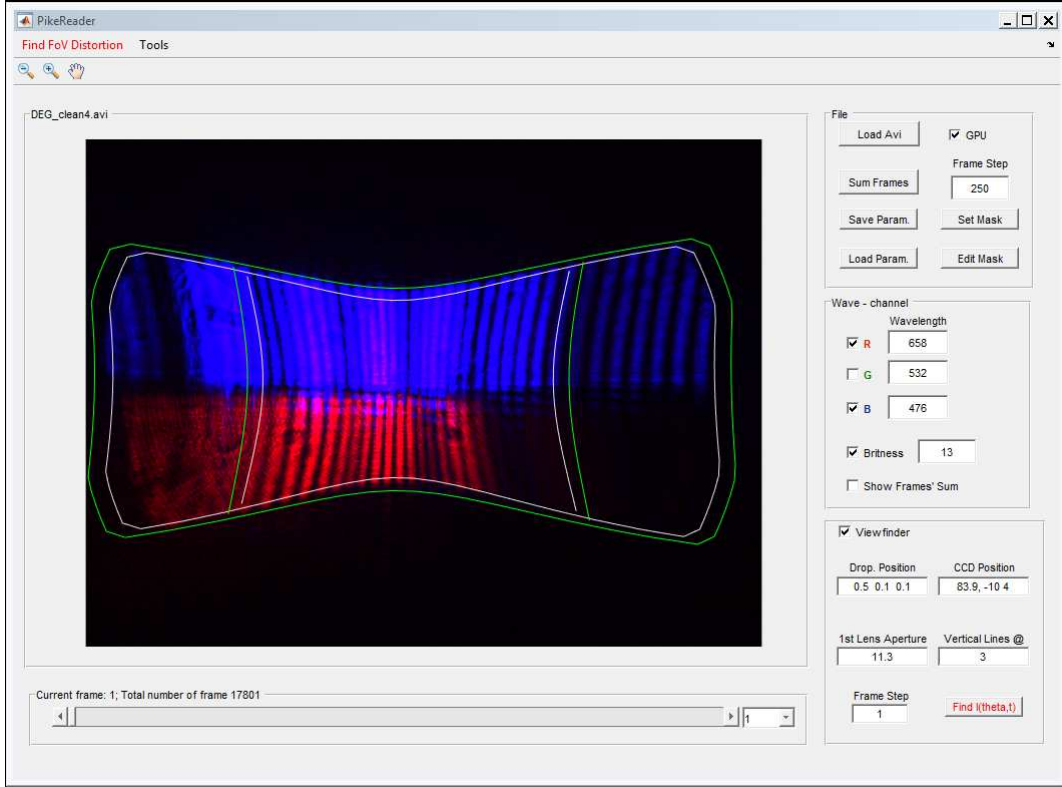 PikeReader
Find FoV Distortion Tools
DEG_clean4.avi
File
Load Avi GPU
Frame Step
Sum Frames 250
Save Param. Set Mask
Load Param. Edit Mask
Wave - channel
Wavelength
R 658
G 532
B 476
Britness 13
Show Frames' Sum
Viewfinder
Drop. Position CCD Position
0.5 0.1 0.1 83.9, -10 4
1st Lens Aperture Vertical Lines @
11.3 3
Frame Step
1 Find I(theta,t)
Current frame: 1; Total number of frame 17801
1